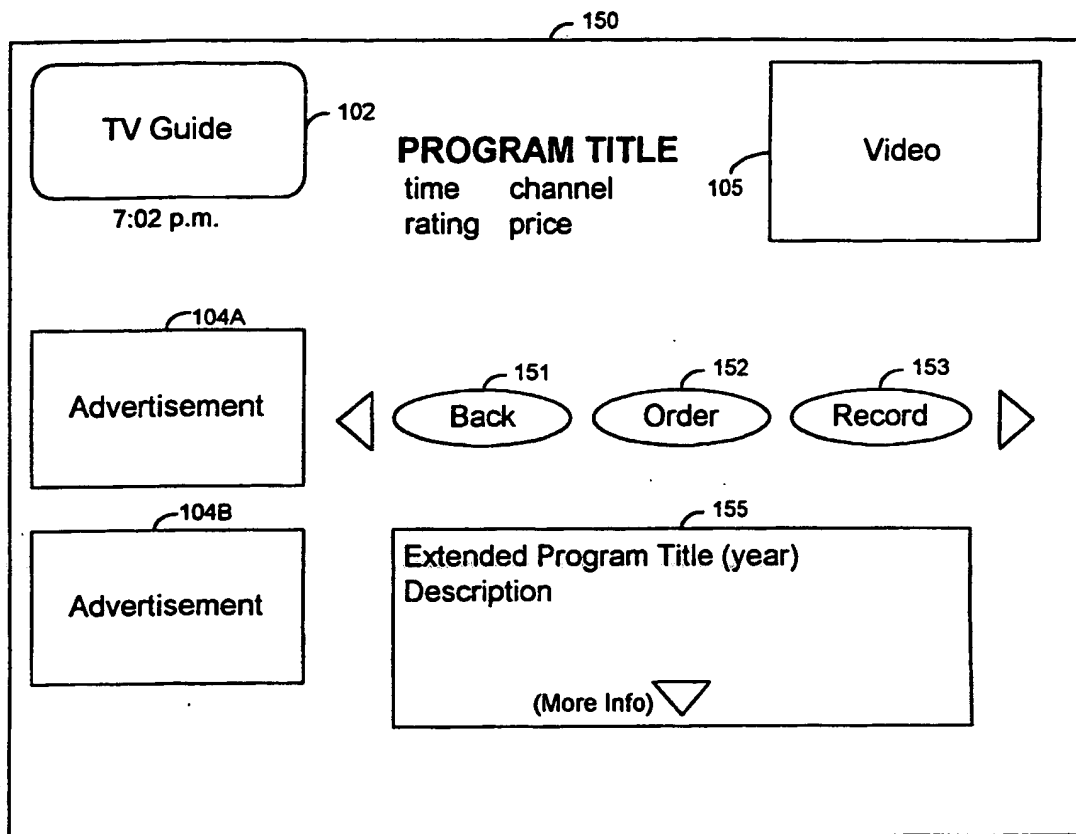 150
TV Guide
102
7:02 p.m.
PROGRAM TITLE
time channel
rating price
Video
105
104A
Advertisement
151
Back
152
Order
153
Record
104B
Advertisement
155
Extended Program Title (year)
Description
(More Info)